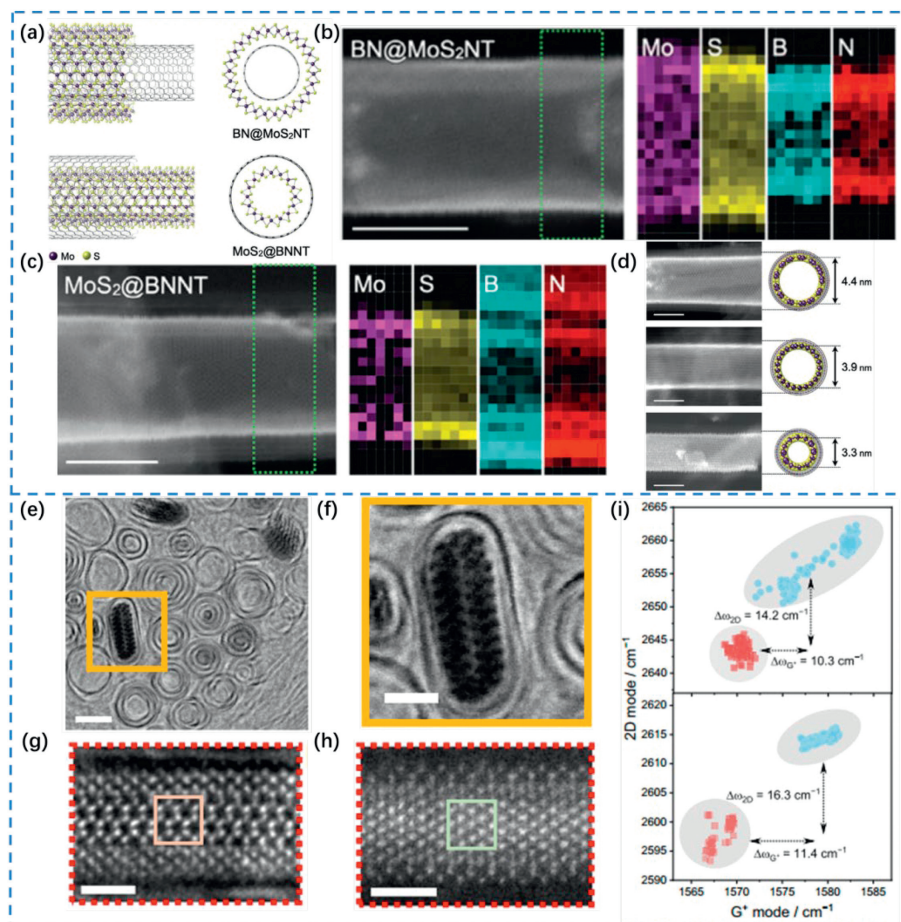 (a)
BN@MoS₂NT
MoS₂@BNNT
Mo S
(b)
BN@MoS₂NT
Mo S B N
(c)
MoS₂@BNNT
Mo S B N
(d)
4.4 nm
3.9 nm
3.3 nm
(e)
(f)
(g)
(h)
(i)
2D mode / cm⁻¹
2665
2660
2655
2650
2645
2640
Δω2D = 14.2 cm⁻¹
ΔωG⁺ = 10.3 cm⁻¹
2620
2615
2610
2605
2600
2595
2590
Δω2D = 16.3 cm⁻¹
ΔωG⁺ = 11.4 cm⁻¹
1565 1570 1575 1580 1585
G⁺ mode / cm⁻¹